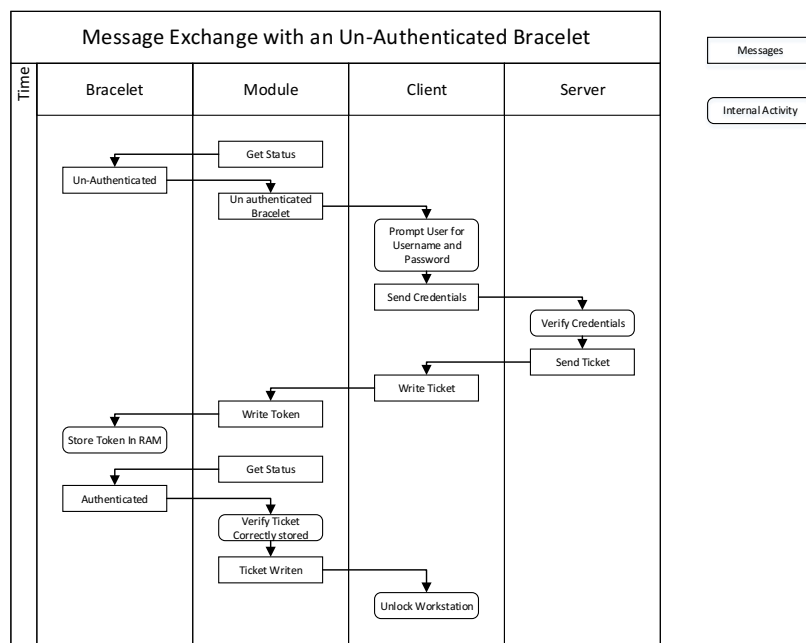 Message Exchange with an Un-Authenticated Bracelet
Messages
Time
Bracelet
Module
Client
Server
Internal Activity
Get Status
Un-Authenticated
Un authenticated
Bracelet
Prompt User for
Username and
Password
Send Credentials
Verify Credentials
Send Ticket
Write Ticket
Write Token
Store Token In RAM
Get Status
Authenticated
Verify Ticket
Correctly stored
Ticket Writen
Unlock Workstation